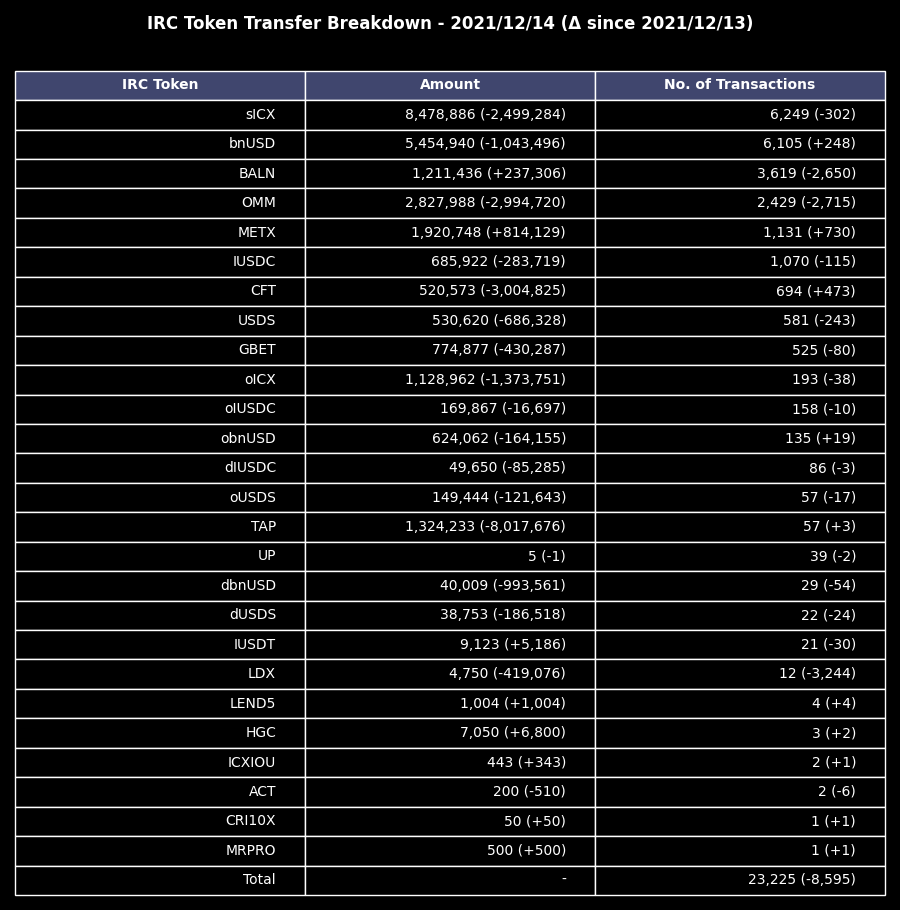 IRC Token Transfer Breakdown - 2021/12/14 (Δ since 2021/12/13)
IRC Token Amount No. of Transactions
sICX 8,478,886 (-2,499,284) 6,249 (-302)
bnUSD 5,454,940 (-1,043,496) 6,105 (+248)
BALN 1,211,436 (+237,306) 3,619 (-2,650)
OMM 2,827,988 (-2,994,720) 2,429 (-2,715)
METX 1,920,748 (+814,129) 1,131 (+730)
IUSDC 685,922 (-283,719) 1,070 (-115)
CFT 520,573 (-3,004,825) 694 (+473)
USDS 530,620 (-686,328) 581 (-243)
GBET 774,877 (-430,287) 525 (-80)
oICX 1,128,962 (-1,373,751) 193 (-38)
oIUSDC 169,867 (-16,697) 158 (-10)
obnUSD 624,062 (-164,155) 135 (+19)
dIUSDC 49,650 (-85,285) 86 (-3)
oUSDS 149,444 (-121,643) 57 (-17)
TAP 1,324,233 (-8,017,676) 57 (+3)
UP 5 (-1) 39 (-2)
dbnUSD 40,009 (-993,561) 29 (-54)
dUSDS 38,753 (-186,518) 22 (-24)
IUSDT 9,123 (+5,186) 21 (-30)
LDX 4,750 (-419,076) 12 (-3,244)
LEND5 1,004 (+1,004) 4 (+4)
HGC 7,050 (+6,800) 3 (+2)
ICXIOU 443 (+343) 2 (+1)
ACT 200 (-510) 2 (-6)
CRI10X 50 (+50) 1 (+1)
MRPRO 500 (+500) 1 (+1)
Total - 23,225 (-8,595)